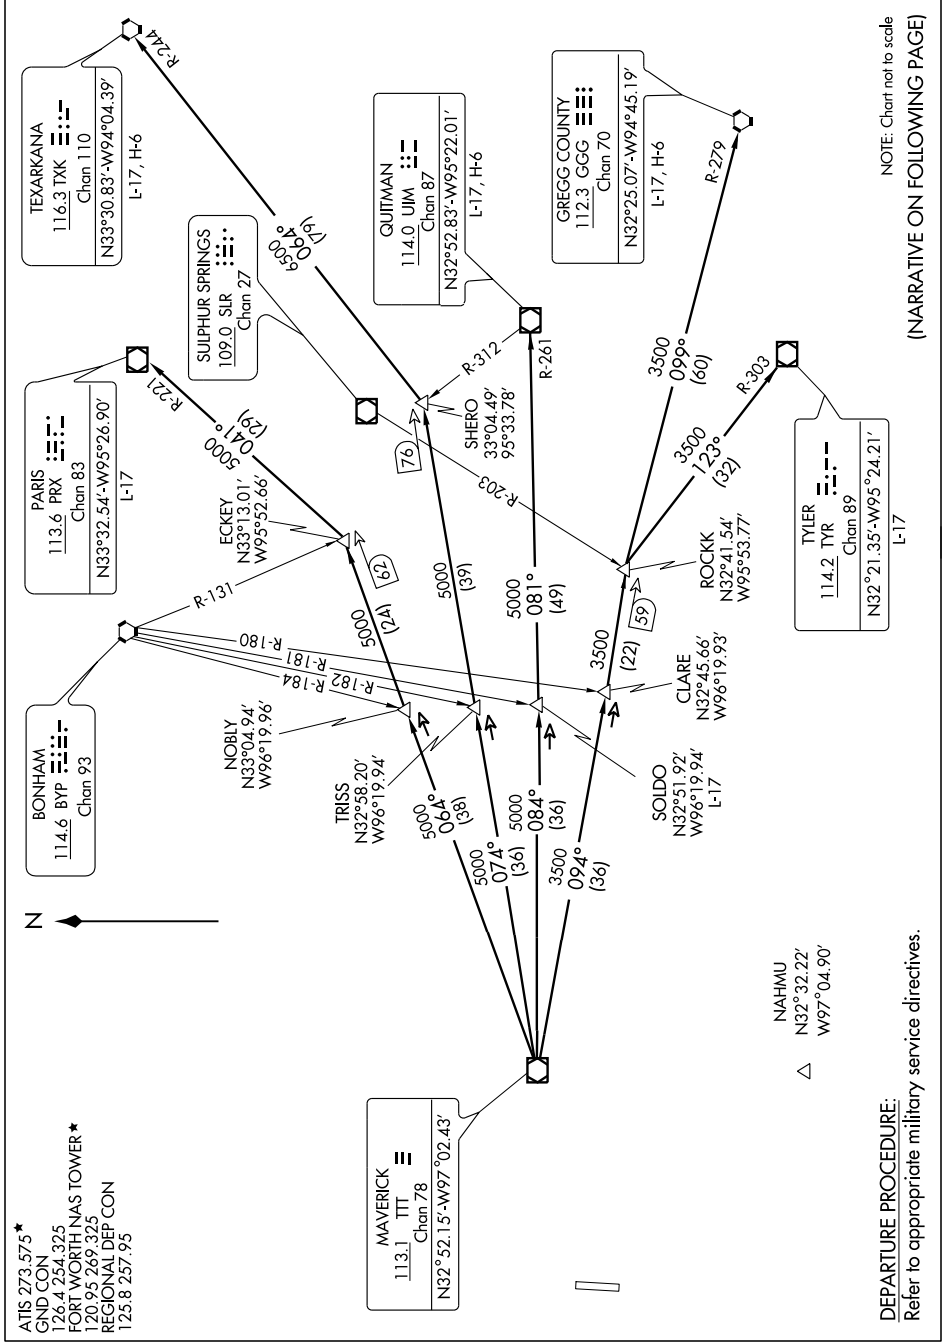 ATIS 273.575★
GND CON
126.4 254.325
FORT WORTH NAS TOWER★
120.95 269.325
REGIONAL DEP CON
125.8 257.95
N
BONHAM
114.6 BYP
Chan 93
PARIS
113.6 PRX
Chan 83
N33°32.54'-W95°26.90'
L-17
TEXARKANA
116.3 TXK
Chan 110
N33°30.83'-W94°04.39'
L-17, H-6
SULPHUR SPRINGS
109.0 SLR
Chan 27
QUITMAN
114.0 UIM
Chan 87
N32°52.83'-W95°22.01'
L-17, H-6
GREGG COUNTY
112.3 GGG
Chan 70
N32°25.07'-W94°45.19'
L-17, H-6
TYLER
114.2 TYR
Chan 89
N32°21.35'-W95°24.21'
L-17
MAVERICK
113.1 TTT
Chan 78
N32°52.15'-W97°02.43'
R-244
6500
064°
(79)
R-221
5000
041°
(29)
ECKEY
N33°13.01'
W95°52.66'
R-131
62
5000
(24)
R-180
R-181
R-182
R-184
NOBLY
N33°04.94'
W96°19.96'
TRISS
N32°58.20'
W96°19.94'
5000
064°
(38)
5000
074°
(36)
5000
084°
(36)
3500
094°
(36)
76
SHERO
33°04.49'
95°33.78'
R-312
R-261
R-203
5000
(39)
5000
081°
(49)
3500
(22)
59
ROCKK
N32°41.54'
W95°53.77'
CLARE
N32°45.66'
W96°19.93'
SOLDO
N32°51.92'
W96°19.94'
L-17
3500
099°
(60)
R-279
3500
123°
(32)
R-303
NAHMU
N32°32.22'
W97°04.90'
DEPARTURE PROCEDURE:
Refer to appropriate military service directives.
NOTE: Chart not to scale
(NARRATIVE ON FOLLOWING PAGE)